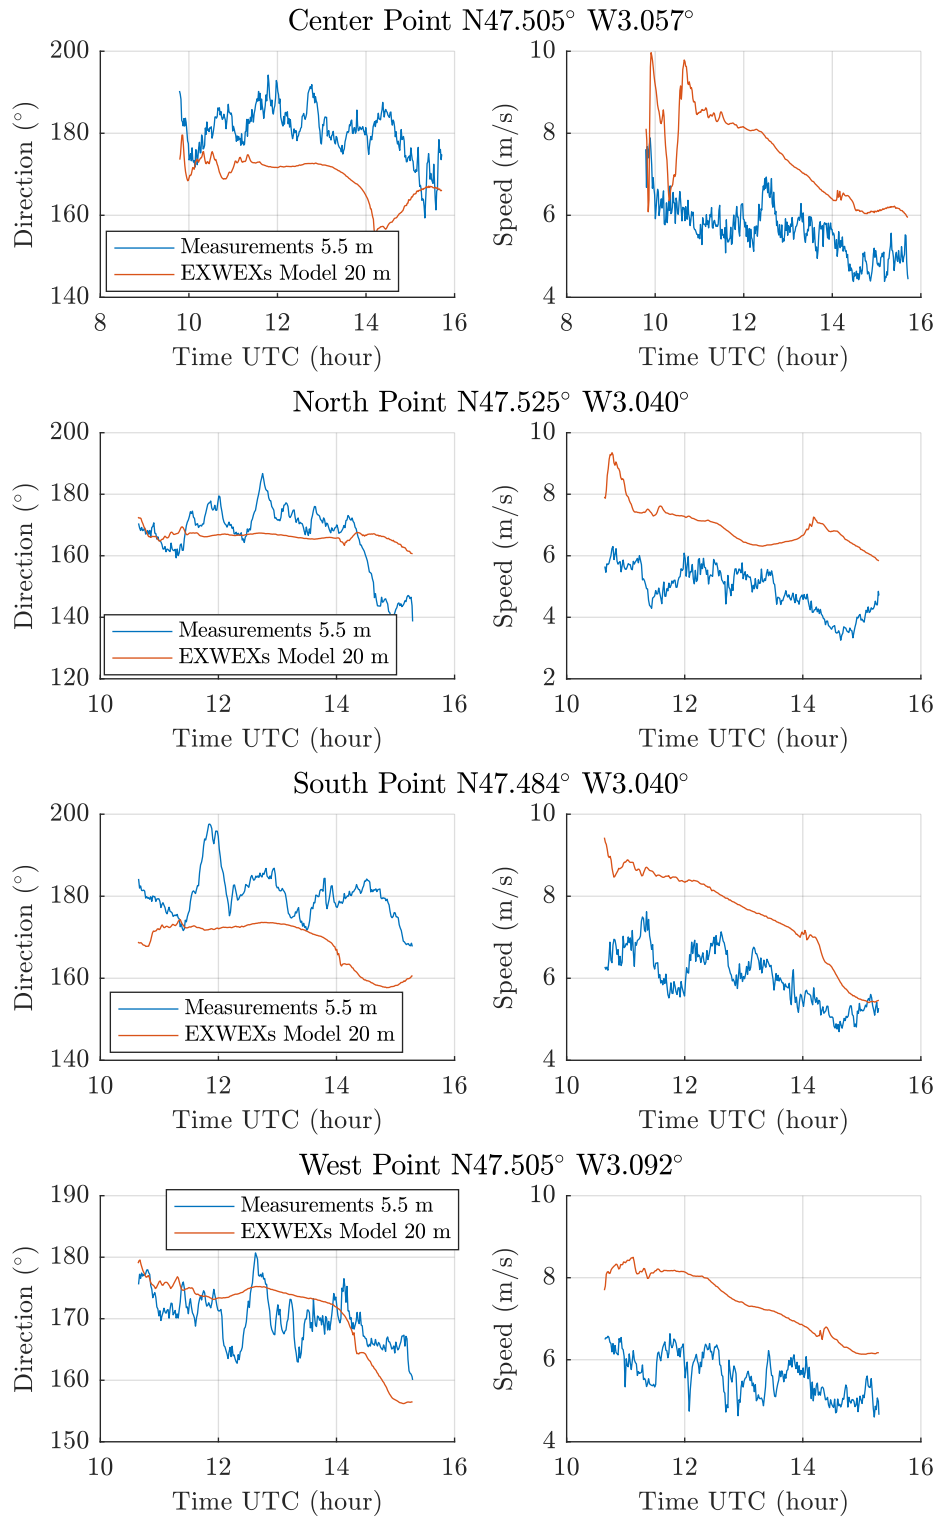 Center Point N47.505° W3.057°
200
180
160
140
Direction (°)
Measurements 5.5 m
EXWEXs Model 20 m
8 10 12 14 16
Time UTC (hour)
10
8
6
4
Speed (m/s)
8 10 12 14 16
Time UTC (hour)
North Point N47.525° W3.040°
200
180
160
140
120
Direction (°)
Measurements 5.5 m
EXWEXs Model 20 m
10 12 14 16
Time UTC (hour)
10
8
6
4
2
Speed (m/s)
10 12 14 16
Time UTC (hour)
South Point N47.484° W3.040°
200
180
160
140
Direction (°)
Measurements 5.5 m
EXWEXs Model 20 m
10 12 14 16
Time UTC (hour)
10
8
6
4
Speed (m/s)
10 12 14 16
Time UTC (hour)
West Point N47.505° W3.092°
190
180
170
160
150
Direction (°)
Measurements 5.5 m
EXWEXs Model 20 m
10 12 14 16
Time UTC (hour)
10
8
6
4
Speed (m/s)
10 12 14 16
Time UTC (hour)